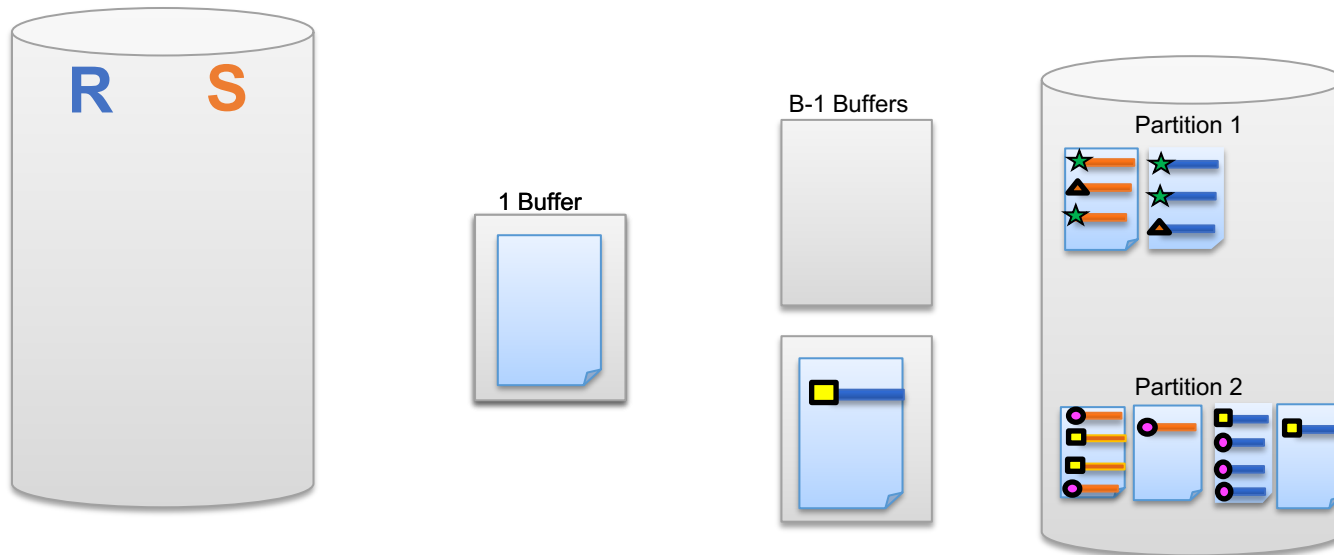 R S
B-1 Buffers
Partition 1
1 Buffer
Partition 2